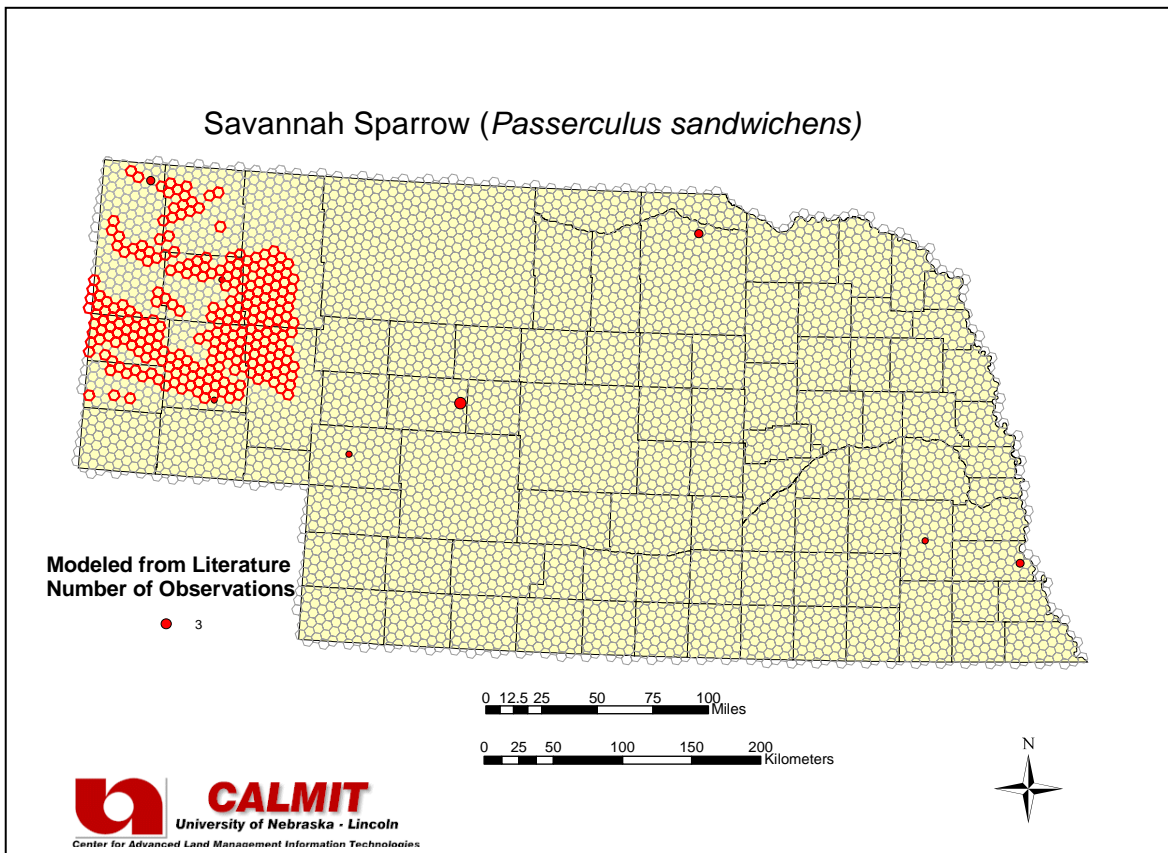 Savannah Sparrow (Passerculus sandwichens)
Modeled from Literature
Number of Observations
3
0 12.5 25 50 75 100
Miles
0 25 50 100 150 200
Kilometers
N
CALMIT
University of Nebraska - Lincoln
Center for Advanced Land Management Information Technologies